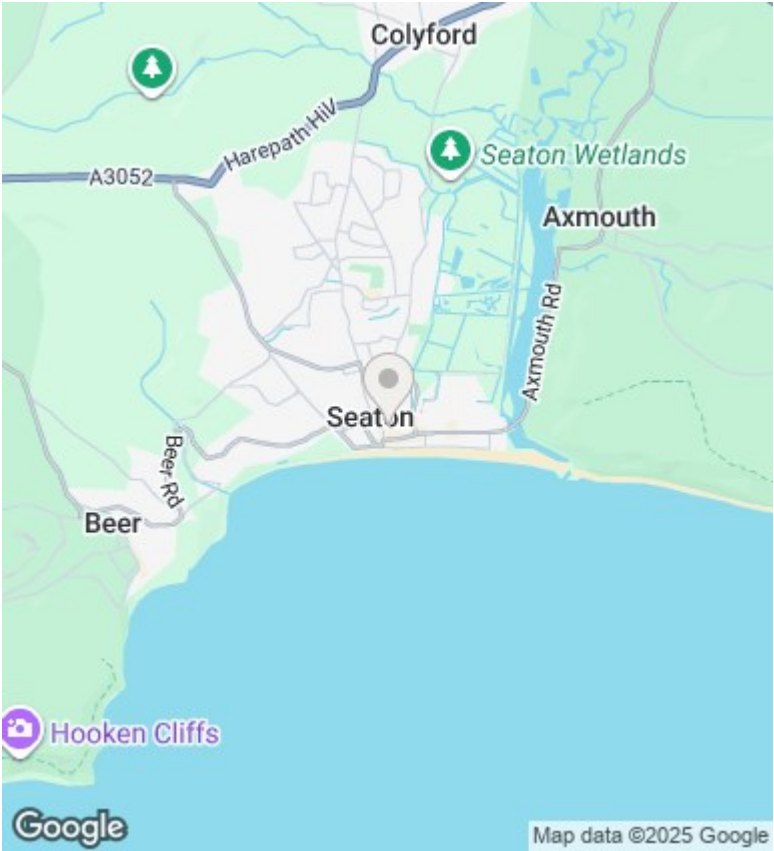 Colyford
Harepath Hill
Seaton Wetlands
A3052
Axmouth
Axmouth Rd
Seaton
Beer Rd
Beer
Hooken Cliffs
Google
Map data ©2025 Google